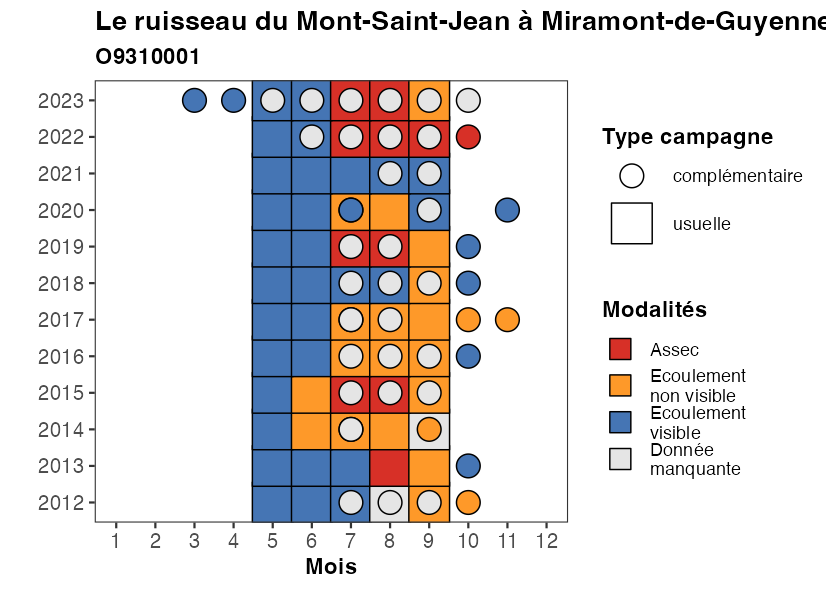 Le ruisseau du Mont-Saint-Jean à Miramont-de-Guyenne
O9310001
2023
2022
2021
2020
2019
2018
2017
2016
2015
2014
2013
2012
1 2 3 4 5 6 7 8 9 10 11 12
Mois
Type campagne
complémentaire
usuelle
Modalités
Assec
Ecoulement
non visible
Ecoulement
visible
Donnée
manquante